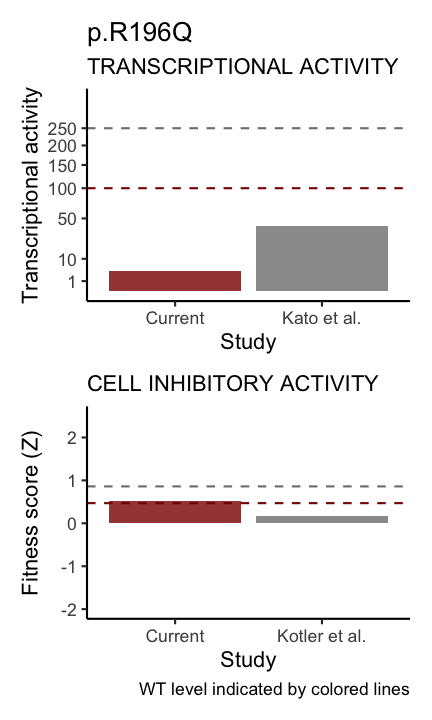 p.R196Q
TRANSCRIPTIONAL ACTIVITY
Transcriptional activity
250
200
150
100
50
10
1
Current
Kato et al.
Study
CELL INHIBITORY ACTIVITY
Fitness score (Z)
2
1
0
-1
-2
Current
Kotler et al.
Study
WT level indicated by colored lines